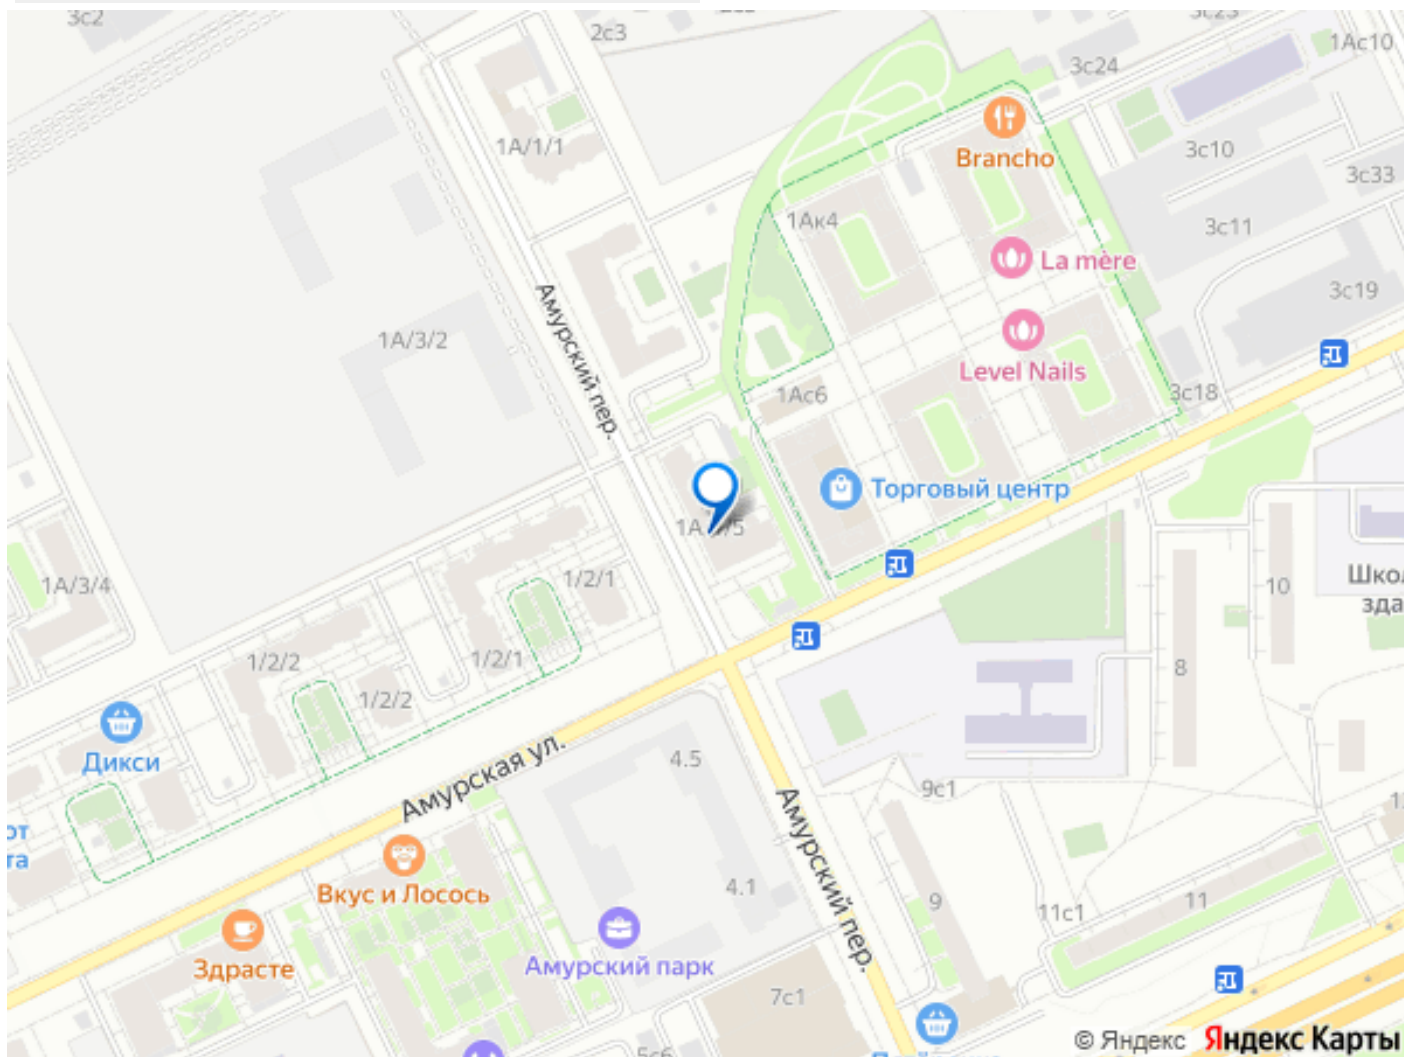 3с2
2с3
1Ас10
3с24
Brancho
1А/1/1
3с10
3с33
1Ак4
3с11
La mère
Амурский пер.
3с19
1А/3/2
Level Nails
1Ас6
3с18
Торговый центр
1/2/1
1А/3/4
10
Шко
зда
1/2/2
1/2/1
8
1/2/2
Дикси
4.5
Амурская ул.
9с1
от
та
Амурский пер.
Вкус и Лосось
4.1
9
11с1
11
Здрасте
Амурский парк
7с1
5с6
© Яндекс Яндекс Карты